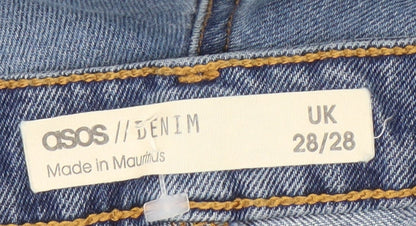 asos // DENIM
Made in Mauritius
UK
28/28